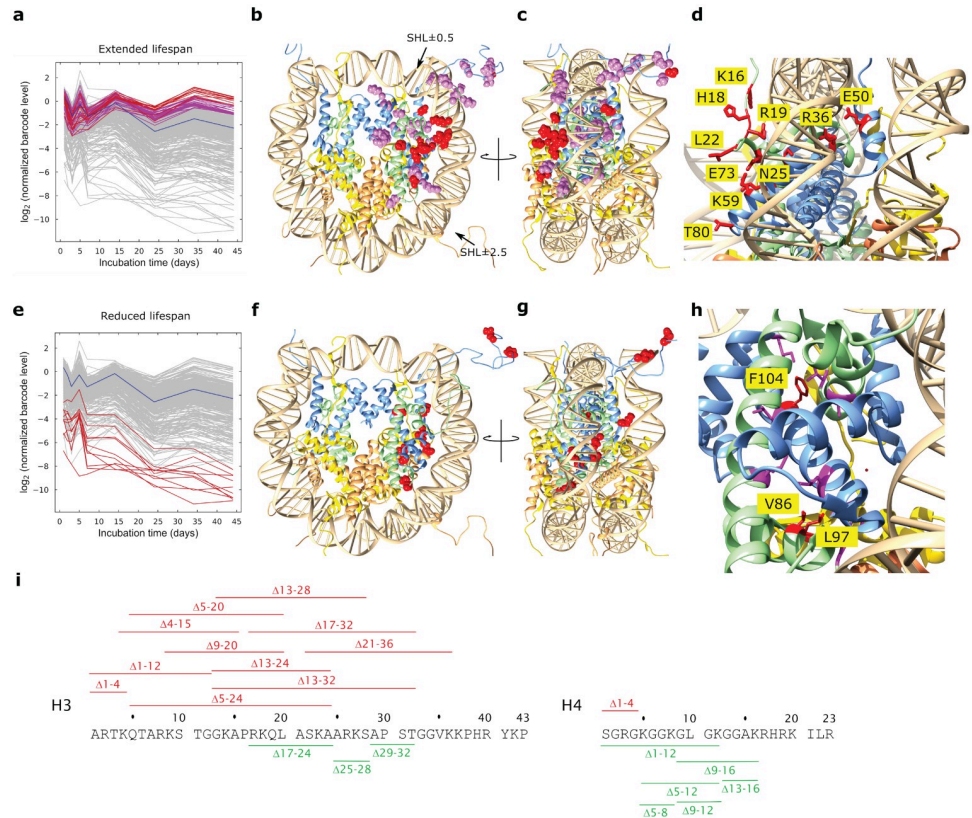 a
Extended lifespan
log2 (normalized barcode level)
2
0
−2
−4
−6
−8
−10
0 5 10 15 20 25 30 35 40 45
Incubation time (days)
b
SHL±0.5
SHL±2.5
c
d
K16
H18
R19
R36
E50
L22
E73
N25
K59
T80
e
Reduced lifespan
log2 (normalized barcode level)
2
0
−2
−4
−6
−8
−10
0 5 10 15 20 25 30 35 40 45
Incubation time (days)
f
g
h
F104
V86
L97
i
Δ13-28
Δ5-20
Δ4-15
Δ17-32
Δ9-20
Δ21-36
Δ1-12
Δ13-24
Δ13-32
Δ1-4
Δ5-24
H3
10 20 30 40 43
ARTKQTARKS TGGKAPRKQL ASKAARKSAP STGGVKKPHR YKP
Δ17-24
Δ29-32
Δ25-28
Δ1-4
H4
10 20 23
SGRGKGGKGL GKGGAKRHRK ILR
Δ1-12
Δ9-16
Δ5-12
Δ13-16
Δ5-8
Δ9-12